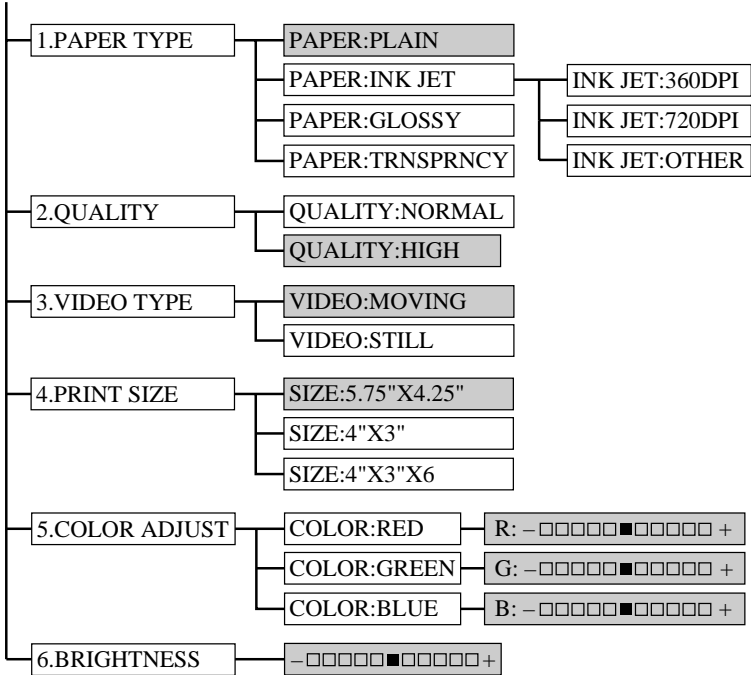 1.PAPER TYPE
PAPER:PLAIN
PAPER:INK JET
INK JET:360DPI
INK JET:720DPI
INK JET:OTHER
PAPER:GLOSSY
PAPER:TRNSPRNCY
2.QUALITY
QUALITY:NORMAL
QUALITY:HIGH
3.VIDEO TYPE
VIDEO:MOVING
VIDEO:STILL
4.PRINT SIZE
SIZE:5.75"X4.25"
SIZE:4"X3"
SIZE:4"X3"X6
5.COLOR ADJUST
COLOR:RED
R: –□□□□□■□□□□□ +
COLOR:GREEN
G: –□□□□□■□□□□□ +
COLOR:BLUE
B: –□□□□□■□□□□□ +
6.BRIGHTNESS
–□□□□□■□□□□□+